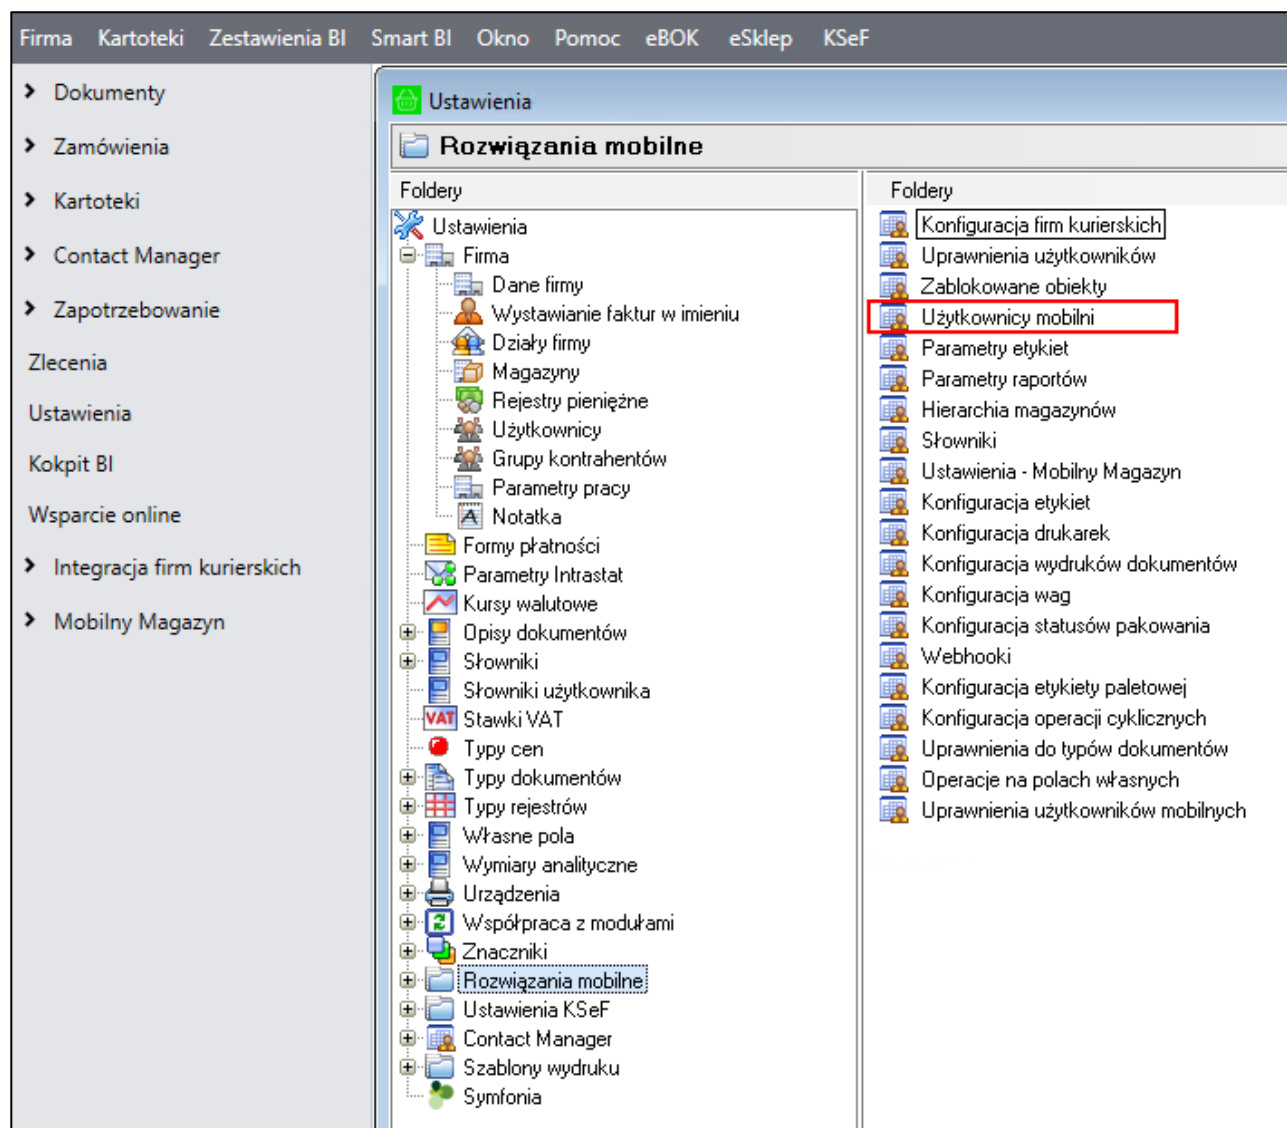 Firma Kartoteki Zestawienia BI Smart BI Okno Pomoc eBOK eSklep KSeF
Dokumenty
Zamówienia
Kartoteki
Contact Manager
Zapotrzebowanie
Zlecenia
Ustawienia
Kokpit BI
Wsparcie online
Integracja firm kurierskich
Mobilny Magazyn
Ustawienia
Rozwiązania mobilne
Foldery
Ustawienia
Firma
Dane firmy
Wystawianie faktur w imieniu
Działy firmy
Magazyny
Rejestry pieniężne
Użytkownicy
Grupy kontrahentów
Parametry pracy
Notatka
Formy płatności
Parametry Intrastat
Kursy walutowe
Opisy dokumentów
Słowniki
Słowniki użytkownika
VAT Stawki VAT
Typy cen
Typy dokumentów
Typy rejestrów
Własne pola
Wymiary analityczne
Urządzenia
Współpraca z modułami
Znaczniki
Rozwiązania mobilne
Ustawienia KSeF
Contact Manager
Szablony wydruku
Symfonia
Foldery
Konfiguracja firm kurierskich
Uprawnienia użytkowników
Zablokowane obiekty
Użytkownicy mobilni
Parametry etykiet
Parametry raportów
Hierarchia magazynów
Słowniki
Ustawienia - Mobilny Magazyn
Konfiguracja etykiet
Konfiguracja drukarek
Konfiguracja wydruków dokumentów
Konfiguracja wag
Konfiguracja statusów pakowania
Webhooki
Konfiguracja etykiety paletowej
Konfiguracja operacji cyklicznych
Uprawnienia do typów dokumentów
Operacje na polach własnych
Uprawnienia użytkowników mobilnych